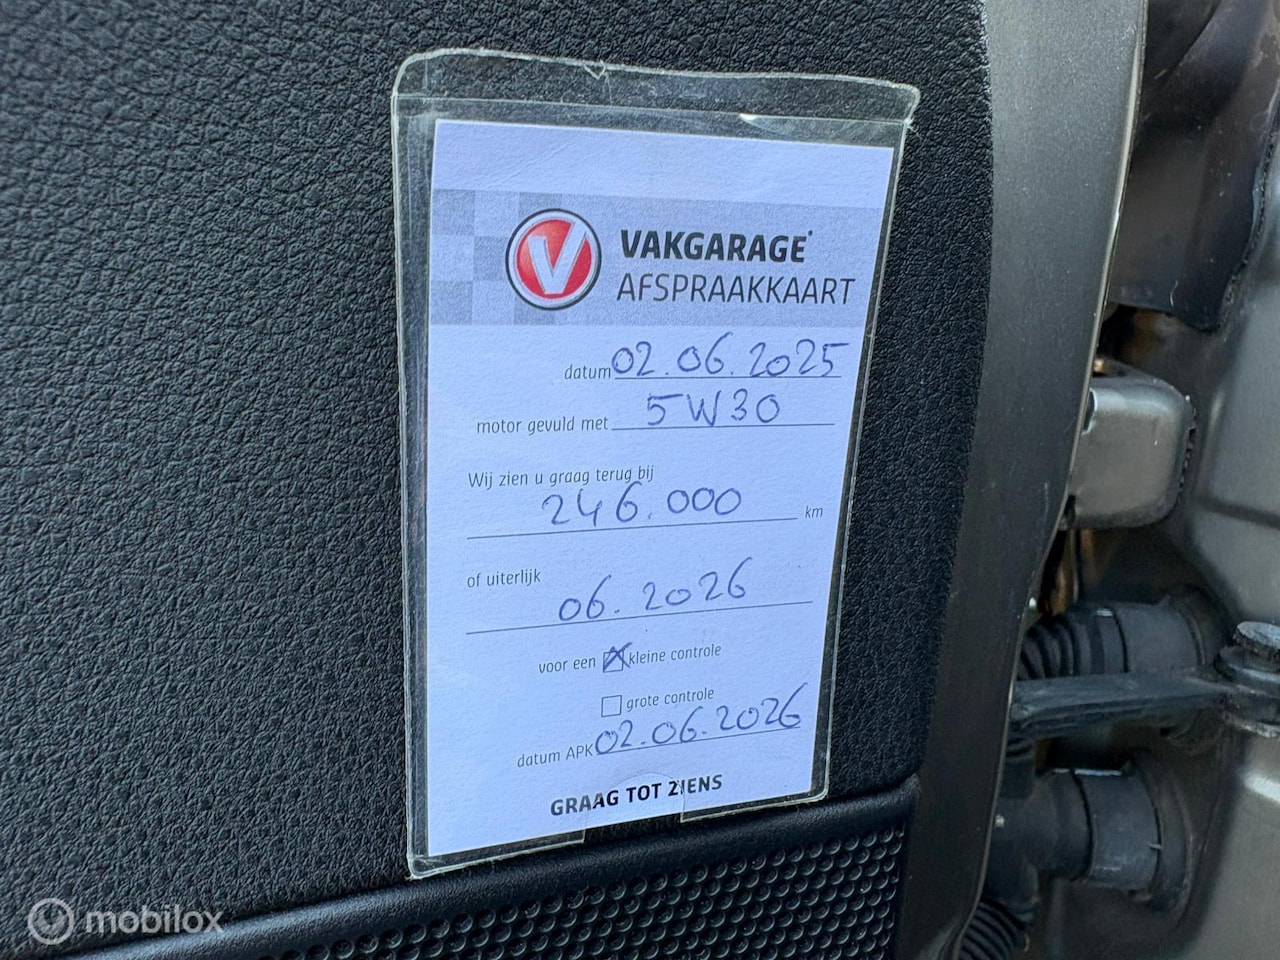 V
VAKGARAGE
AFSPRAAKKAART
datum 02.06.2025
motor gevuld met 5W30
Wij zien u graag terug bij
246.000 km
of uiterlijk
06.2026
voor een kleine controle
grote controle
datum APK 02.06.2026
GRAAG TOT ZIENS
mobilox